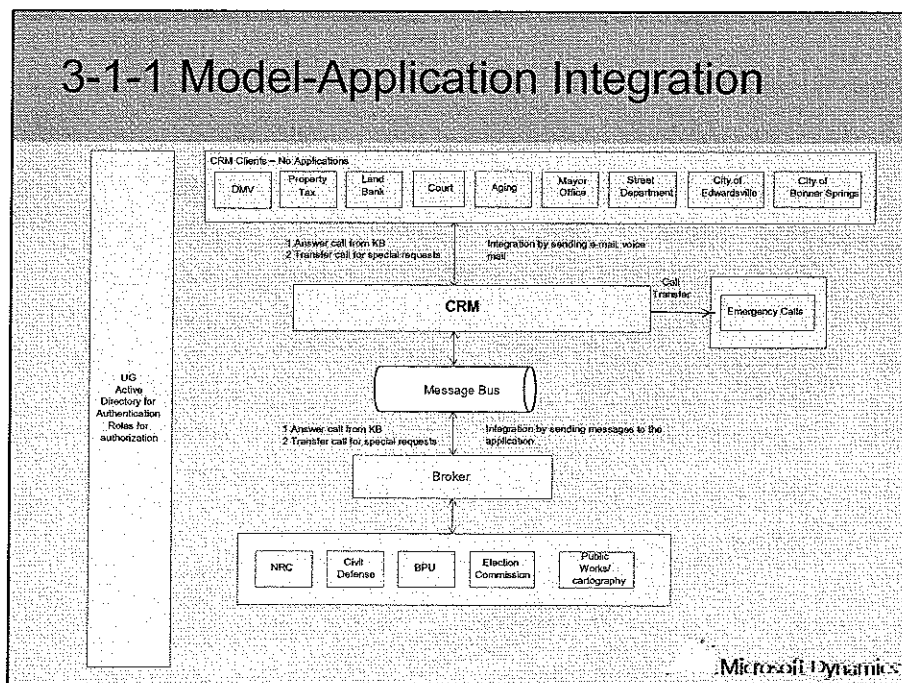 3-1-1 Model-Application Integration
CRM Clients – No Applications
DMV
Property
Tax
Land
Bank
Court
Aging
Mayor
Office
Street
Department
City of
Edwardsville
City of
Bonner Springs
1 Answer call from KB
2 Transfer call for special requests
Integration by sending e-mail, voice
mail
CRM
Call
Transfer
Emergency Calls
UG
Active
Directory for
Authentication
Roles for
authorization
Message Bus
1 Answer call from KB
2 Transfer call for special requests
Integration by sending messages to the
application
Broker
NRC
Civil
Defense
BPU
Election
Commission
Public
Works/
cartography
Microsoft Dynamics